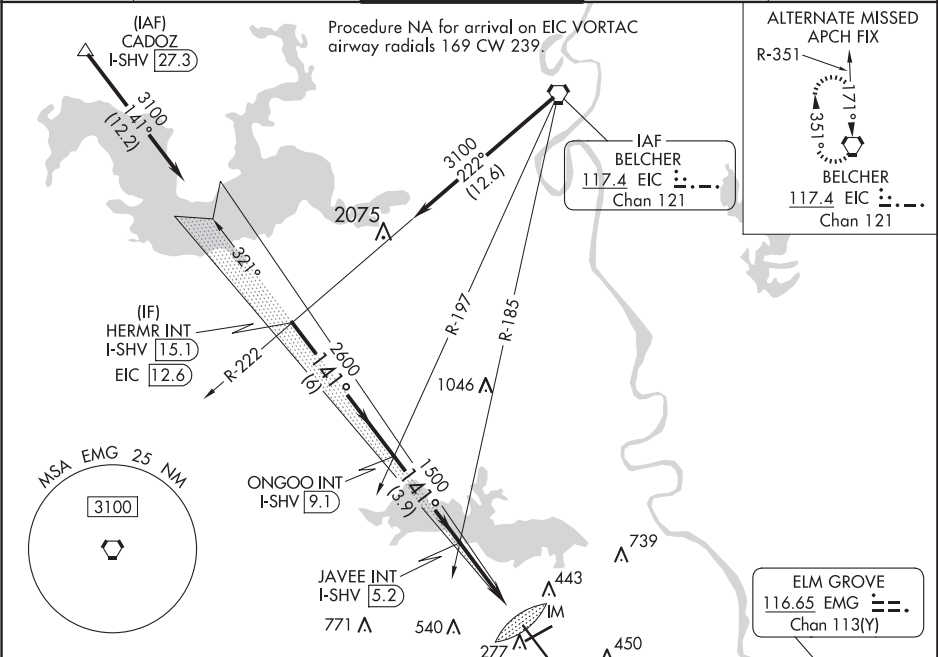 Procedure NA for arrival on EIC VORTAC
airway radials 169 CW 239.
(IAF)
CADOZ
I-SHV 27.3
3100
141°
(12.2)
ALTERNATE MISSED
APCH FIX
R-351
171°
351°
BELCHER
117.4 EIC
Chan 121
IAF
BELCHER
117.4 EIC
Chan 121
3100
222°
(12.6)
2075
321°
R-197
R-185
(IF)
HERMR INT
I-SHV 15.1
EIC 12.6
R-222
2600
141°
(6)
1046
MSA EMG 25 NM
3100
ONGOO INT
I-SHV 9.1
1500
141°
(3.9)
JAVEE INT
I-SHV 5.2
739
443
IM
771
540
277
450
ELM GROVE
116.65 EMG
Chan 113(Y)